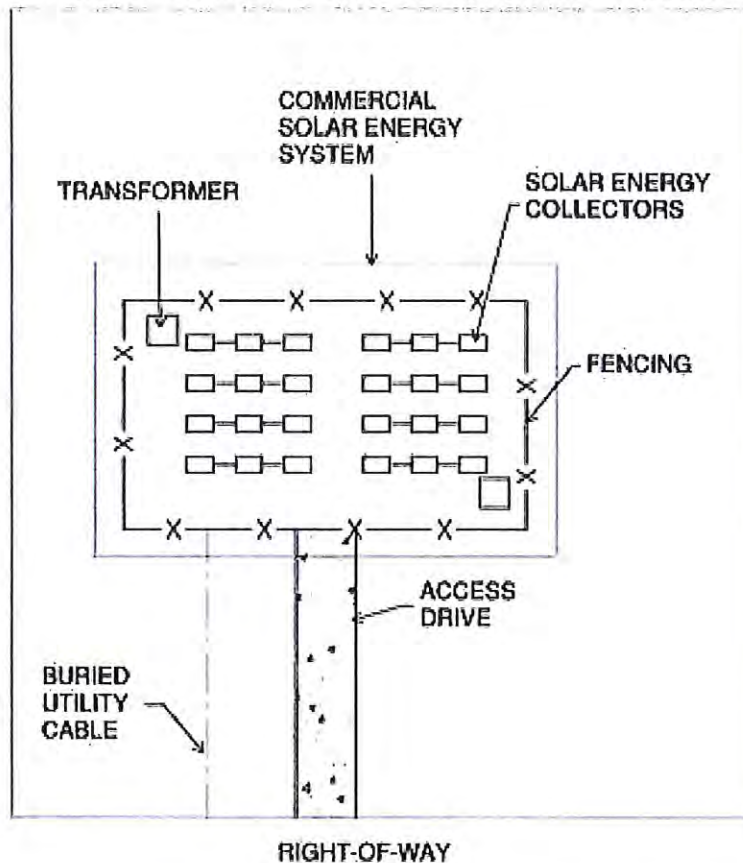 COMMERCIAL
SOLAR ENERGY
SYSTEM
TRANSFORMER
SOLAR ENERGY
COLLECTORS
FENCING
ACCESS
DRIVE
BURIED
UTILITY
CABLE
RIGHT-OF-WAY